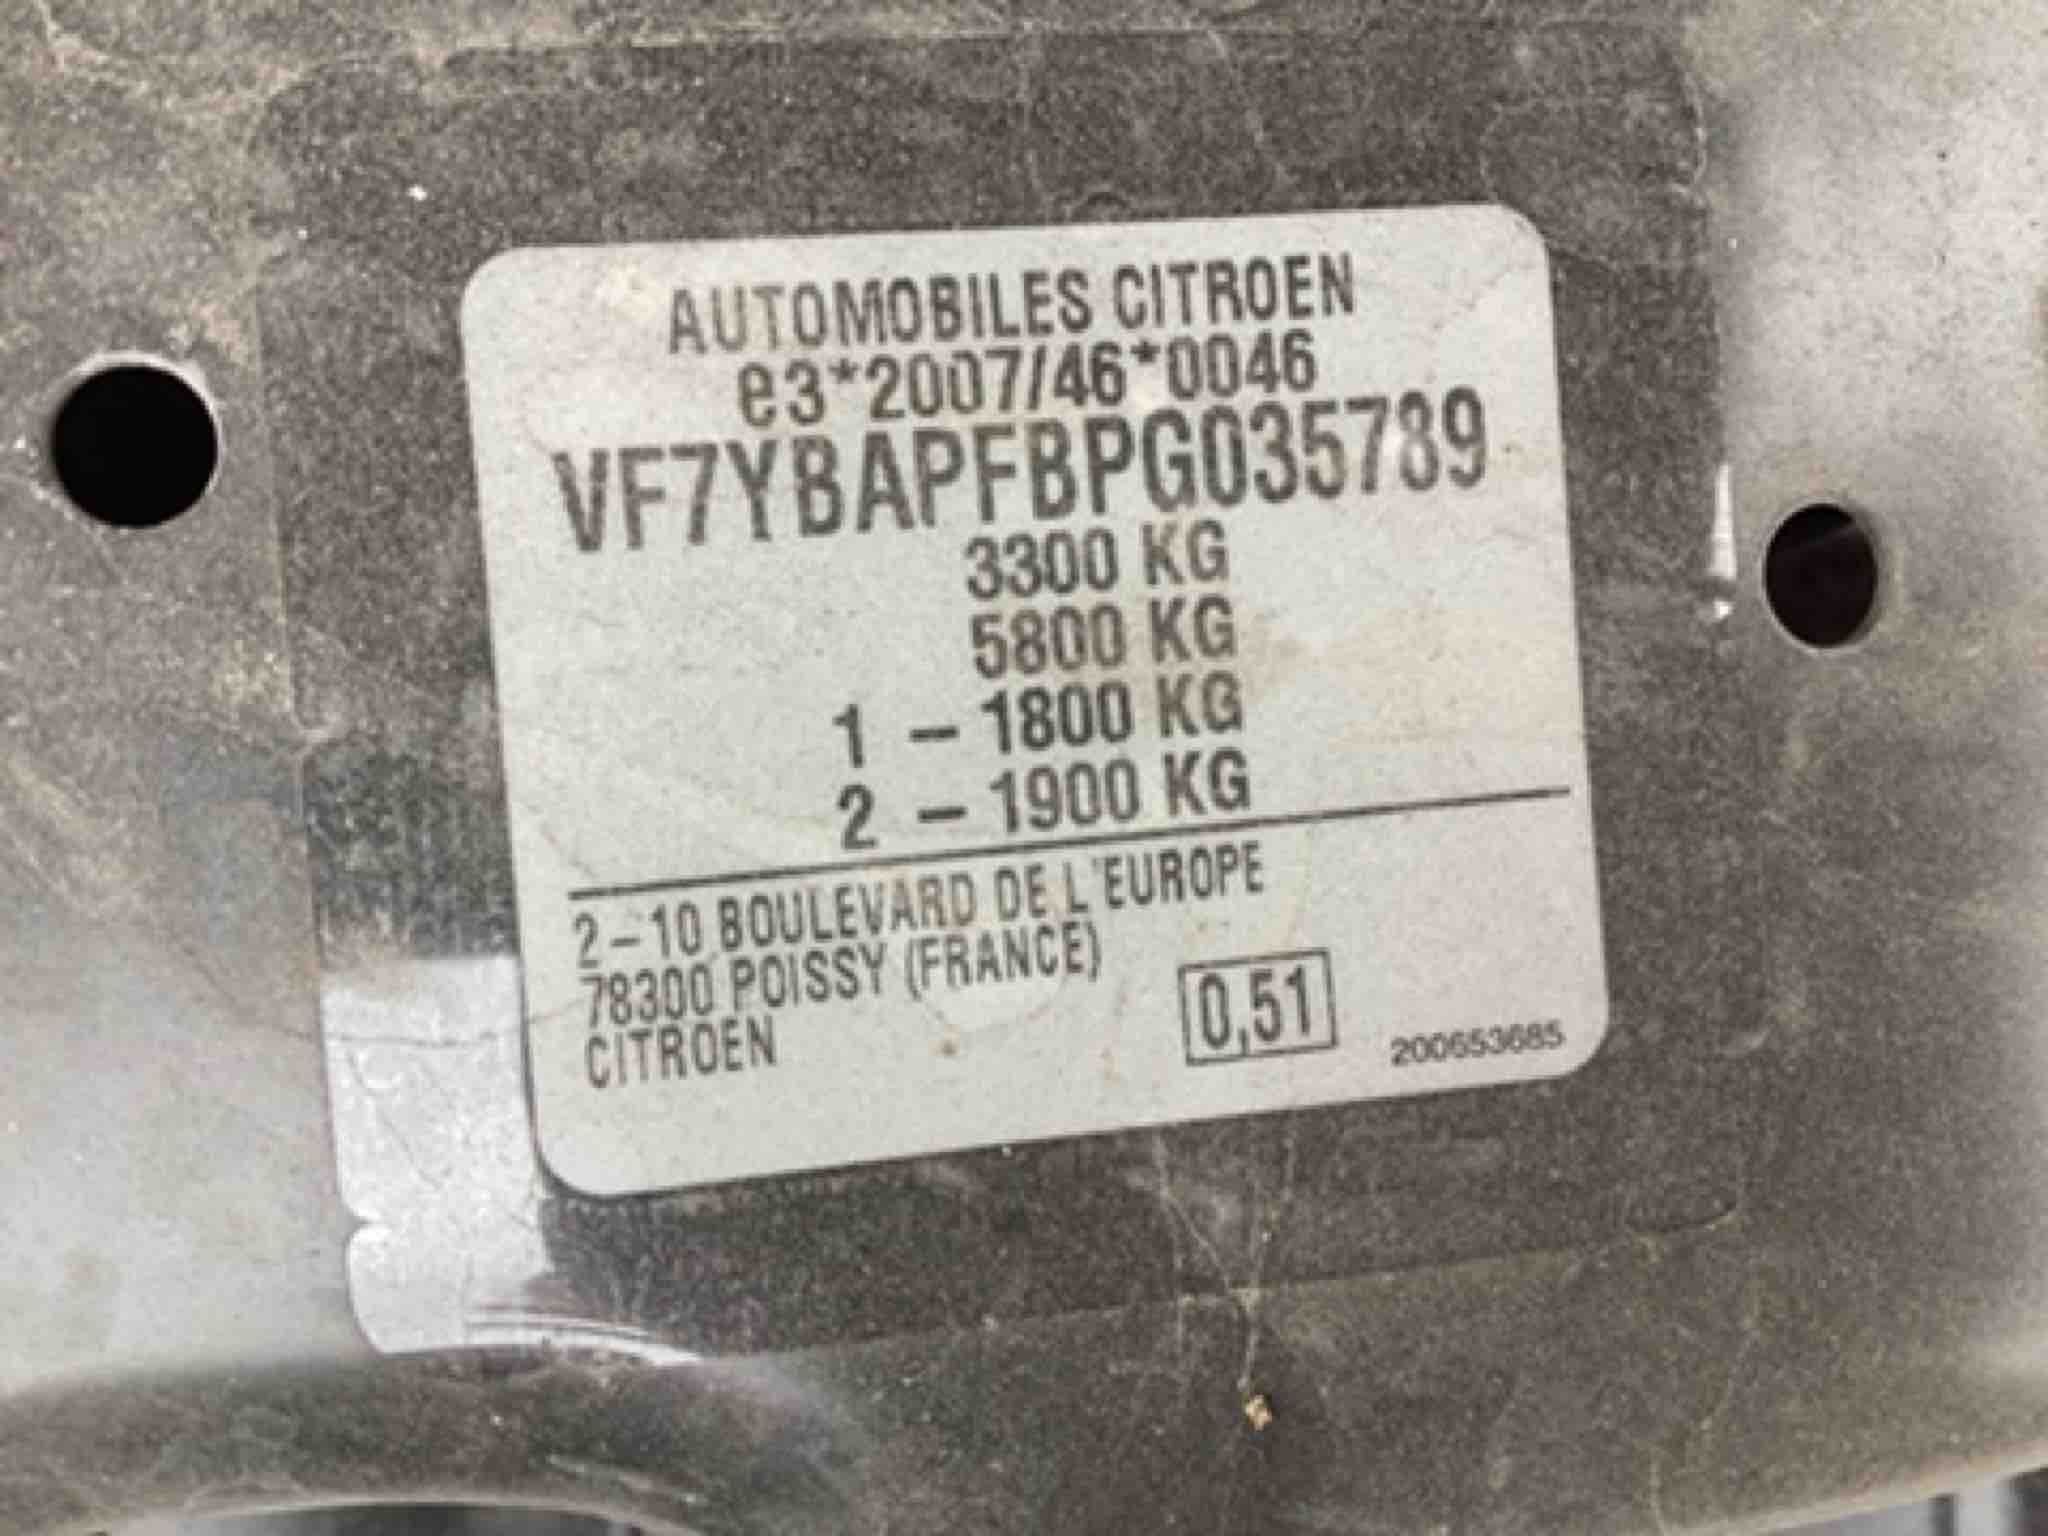 AUTOMOBILES CITROEN
e3*2007/46*0046
VF7YBAPFBPG035789
3300 KG
5800 KG
1 - 1800 KG
2 - 1900 KG
2-10 BOULEVARD DE L'EUROPE
78300 POISSY (FRANCE)
CITROEN
0,51
200653685